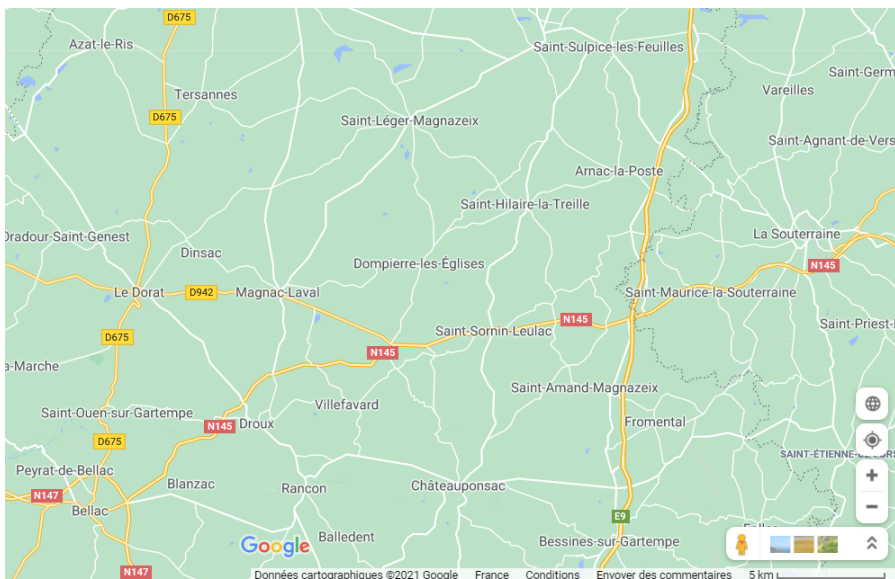 D675
Azat-le-Ris
Saint-Sulpice-les-Feuilles
Saint-Germ
Tersannes
Vareilles
D675
Saint-Léger-Magnazeix
Saint-Agnant-de-Vers
Arnac-la-Poste
Saint-Hilaire-la-Treille
Oradour-Saint-Genest
La Souterraine
Dinsac
Dompierre-les-Églises
N145
Le Dorat
D942
Magnac-Laval
Saint-Maurice-la-Souterraine
N145
Saint-Sornin-Leulac
Saint-Priest-l
D675
N145
a-Marche
Saint-Amand-Magnazeix
Villefavard
Saint-Ouen-sur-Gartempe
N145
Droux
Fromental
D675
SAINT-ÉTIENNE-DE-FURS
Peyrat-de-Bellac
Blanzac
Rancon
Châteauponsac
N147
Bellac
E9
Balledent
Bessines-sur-Gartempe
Google
N147
Données cartographiques ©2021 Google
France
Conditions
Envoyer des commentaires
5 km